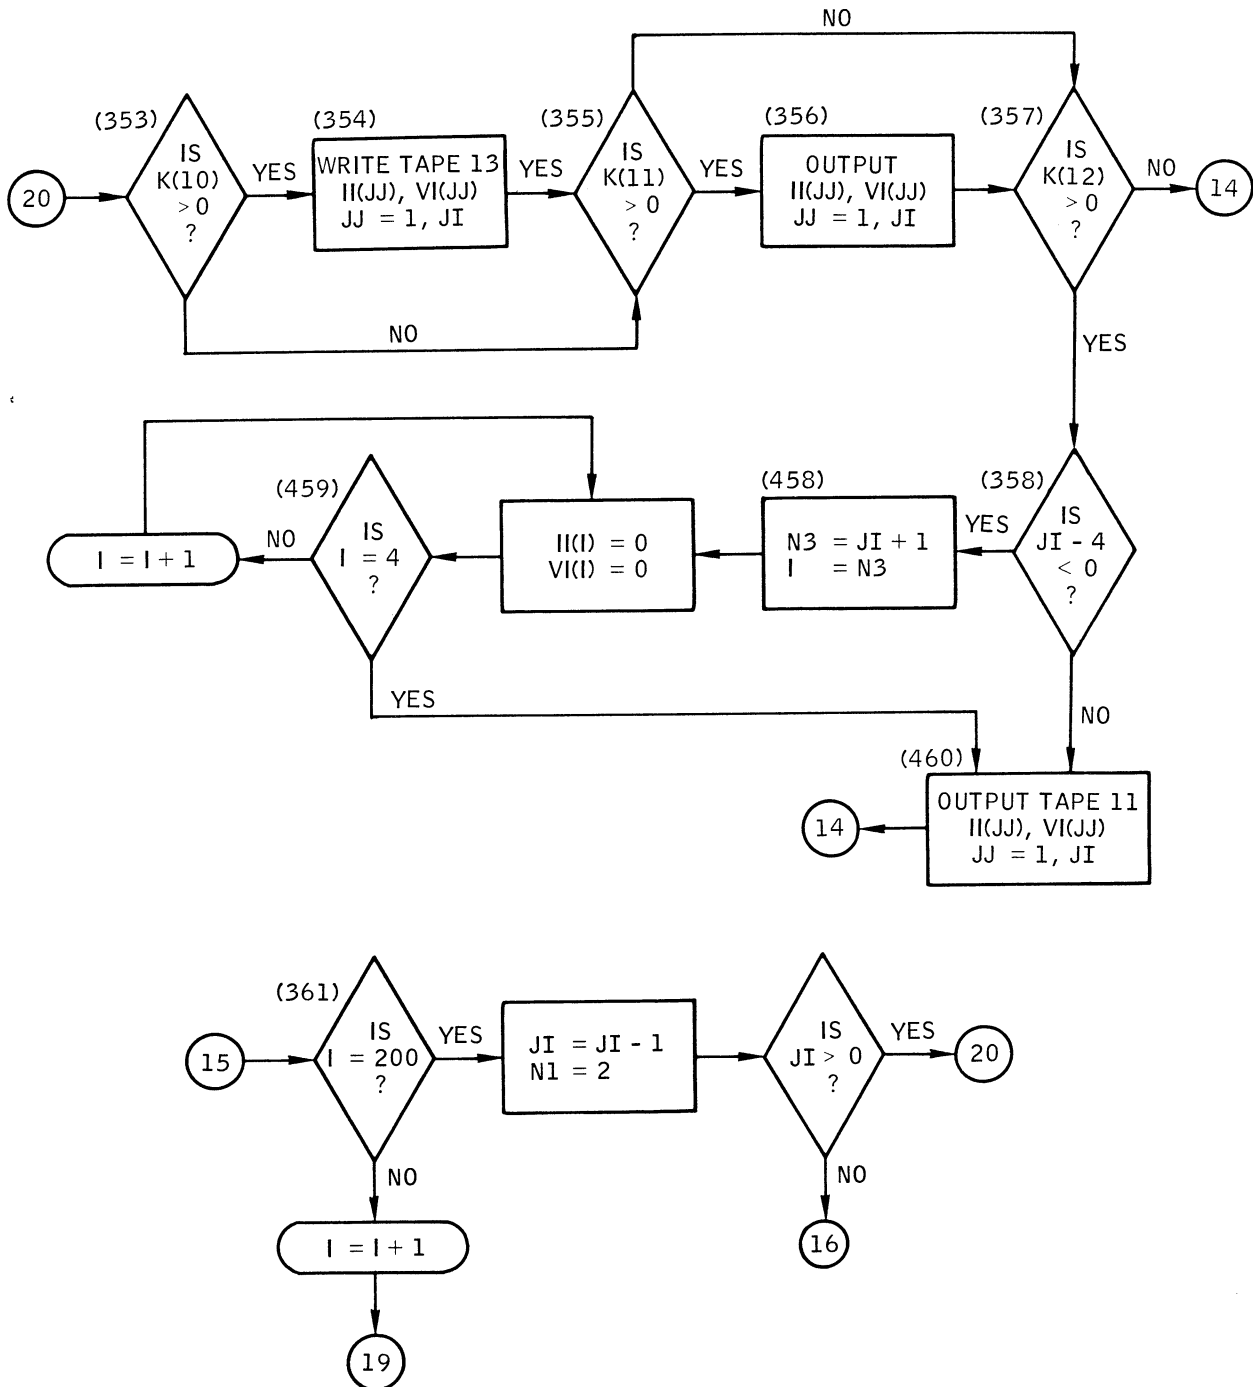 NO
(353)
(354)
(355)
(356)
(357)
20
IS
K(10)
> 0
?
YES
WRITE TAPE 13
II(JJ), VI(JJ)
JJ = 1, JI
YES
IS
K(11)
> 0
?
YES
OUTPUT
II(JJ), VI(JJ)
JJ = 1, JI
IS
K(12)
> 0
?
NO
14
NO
YES
I = I + 1
NO
(459)
IS
I = 4
?
II(I) = 0
VI(I) = 0
(458)
N3 = JI + 1
I = N3
YES
(358)
IS
JI - 4
< 0
?
YES
NO
(460)
14
OUTPUT TAPE 11
II(JJ), VI(JJ)
JJ = 1, JI
15
(361)
IS
I = 200
?
YES
JI = JI - 1
N1 = 2
IS
JI > 0
?
YES
20
NO
NO
I = I + 1
16
19